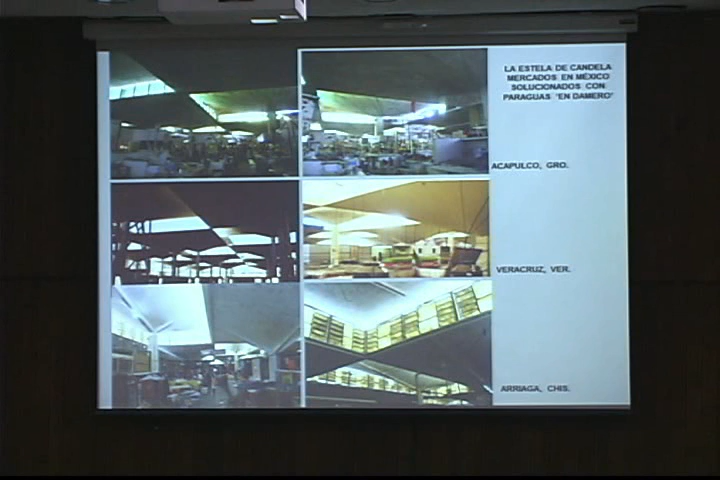 LA ESTELA DE CANDELA
MERCADOS EN MÉXICO
SOLUCIONADOS CON
PARAGUAS "EN DAMERO"
ACAPULCO, GRO.
VERACRUZ, VER.
ARRIAGA, CHIS.